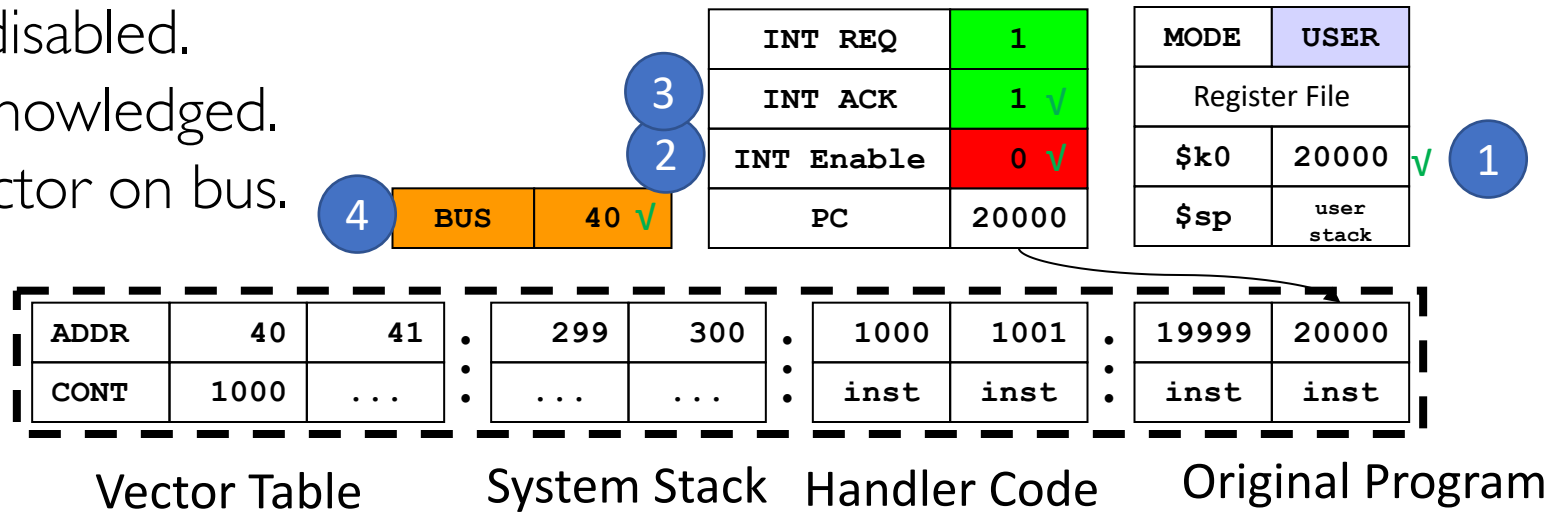 disabled.
nowledged.
ctor on bus.
INT REQ 1
3 INT ACK 1 √
2 INT Enable 0 √
4 BUS 40 √
PC 20000
MODE USER
Register File
$k0 20000 √ 1
$sp user stack
ADDR 40 41 : 299 300 : 1000 1001 : 19999 20000
CONT 1000 ... : ... ... : inst inst : inst inst
Vector Table System Stack Handler Code Original Program